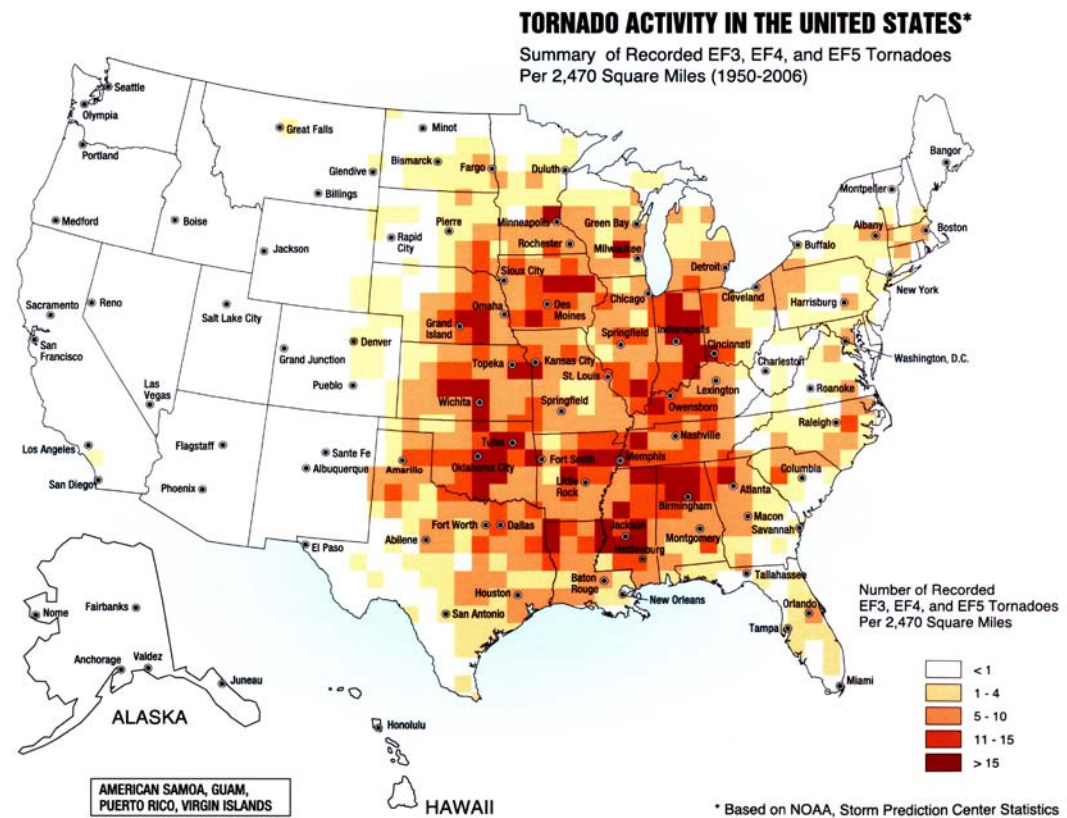 TORNADO ACTIVITY IN THE UNITED STATES*
Summary of Recorded EF3, EF4, and EF5 Tornadoes
Per 2,470 Square Miles (1950-2006)
Seattle
Olympia
Portland
Great Falls
Minot
Glendive
Bismarck
Fargo
Duluth
Billings
Bangor
Montpelier
Medford
Boise
Jackson
Rapid
City
Pierre
Minneapolis
Rochester
Green Bay
Milwaukee
Albany
Boston
Buffalo
Detroit
Sioux City
Sacramento
Reno
San
Francisco
Salt Lake City
Omaha
Des
Moines
Chicago
Cleveland
New York
Harrisburg
Grand
Island
Denver
Grand Junction
Springfield
Indianapolis
Cincinnati
Charleston
Washington, D.C.
Topeka
Kansas City
St. Louis
Las
Vegas
Pueblo
Wichita
Springfield
Lexington
Owensboro
Roanoke
Raleigh
Los Angeles
San Diego
Flagstaff
Sante Fe
Albuquerque
Amarillo
Tulsa
Oklahoma City
Fort Smith
Little
Rock
Memphis
Nashville
Columbia
Phoenix
Atlanta
Birmingham
Macon
Savannah
El Paso
Abilene
Fort Worth
Dallas
Jackson
Hattiesburg
Montgomery
Tallahassee
Houston
San Antonio
Baton
Rouge
New Orleans
Orlando
Tampa
Miami
Nome
Fairbanks
Anchorage
Valdez
Juneau
ALASKA
Honolulu
HAWAII
AMERICAN SAMOA, GUAM,
PUERTO RICO, VIRGIN ISLANDS
Number of Recorded
EF3, EF4, and EF5 Tornadoes
Per 2,470 Square Miles
< 1
1 - 4
5 - 10
11 - 15
> 15
* Based on NOAA, Storm Prediction Center Statistics